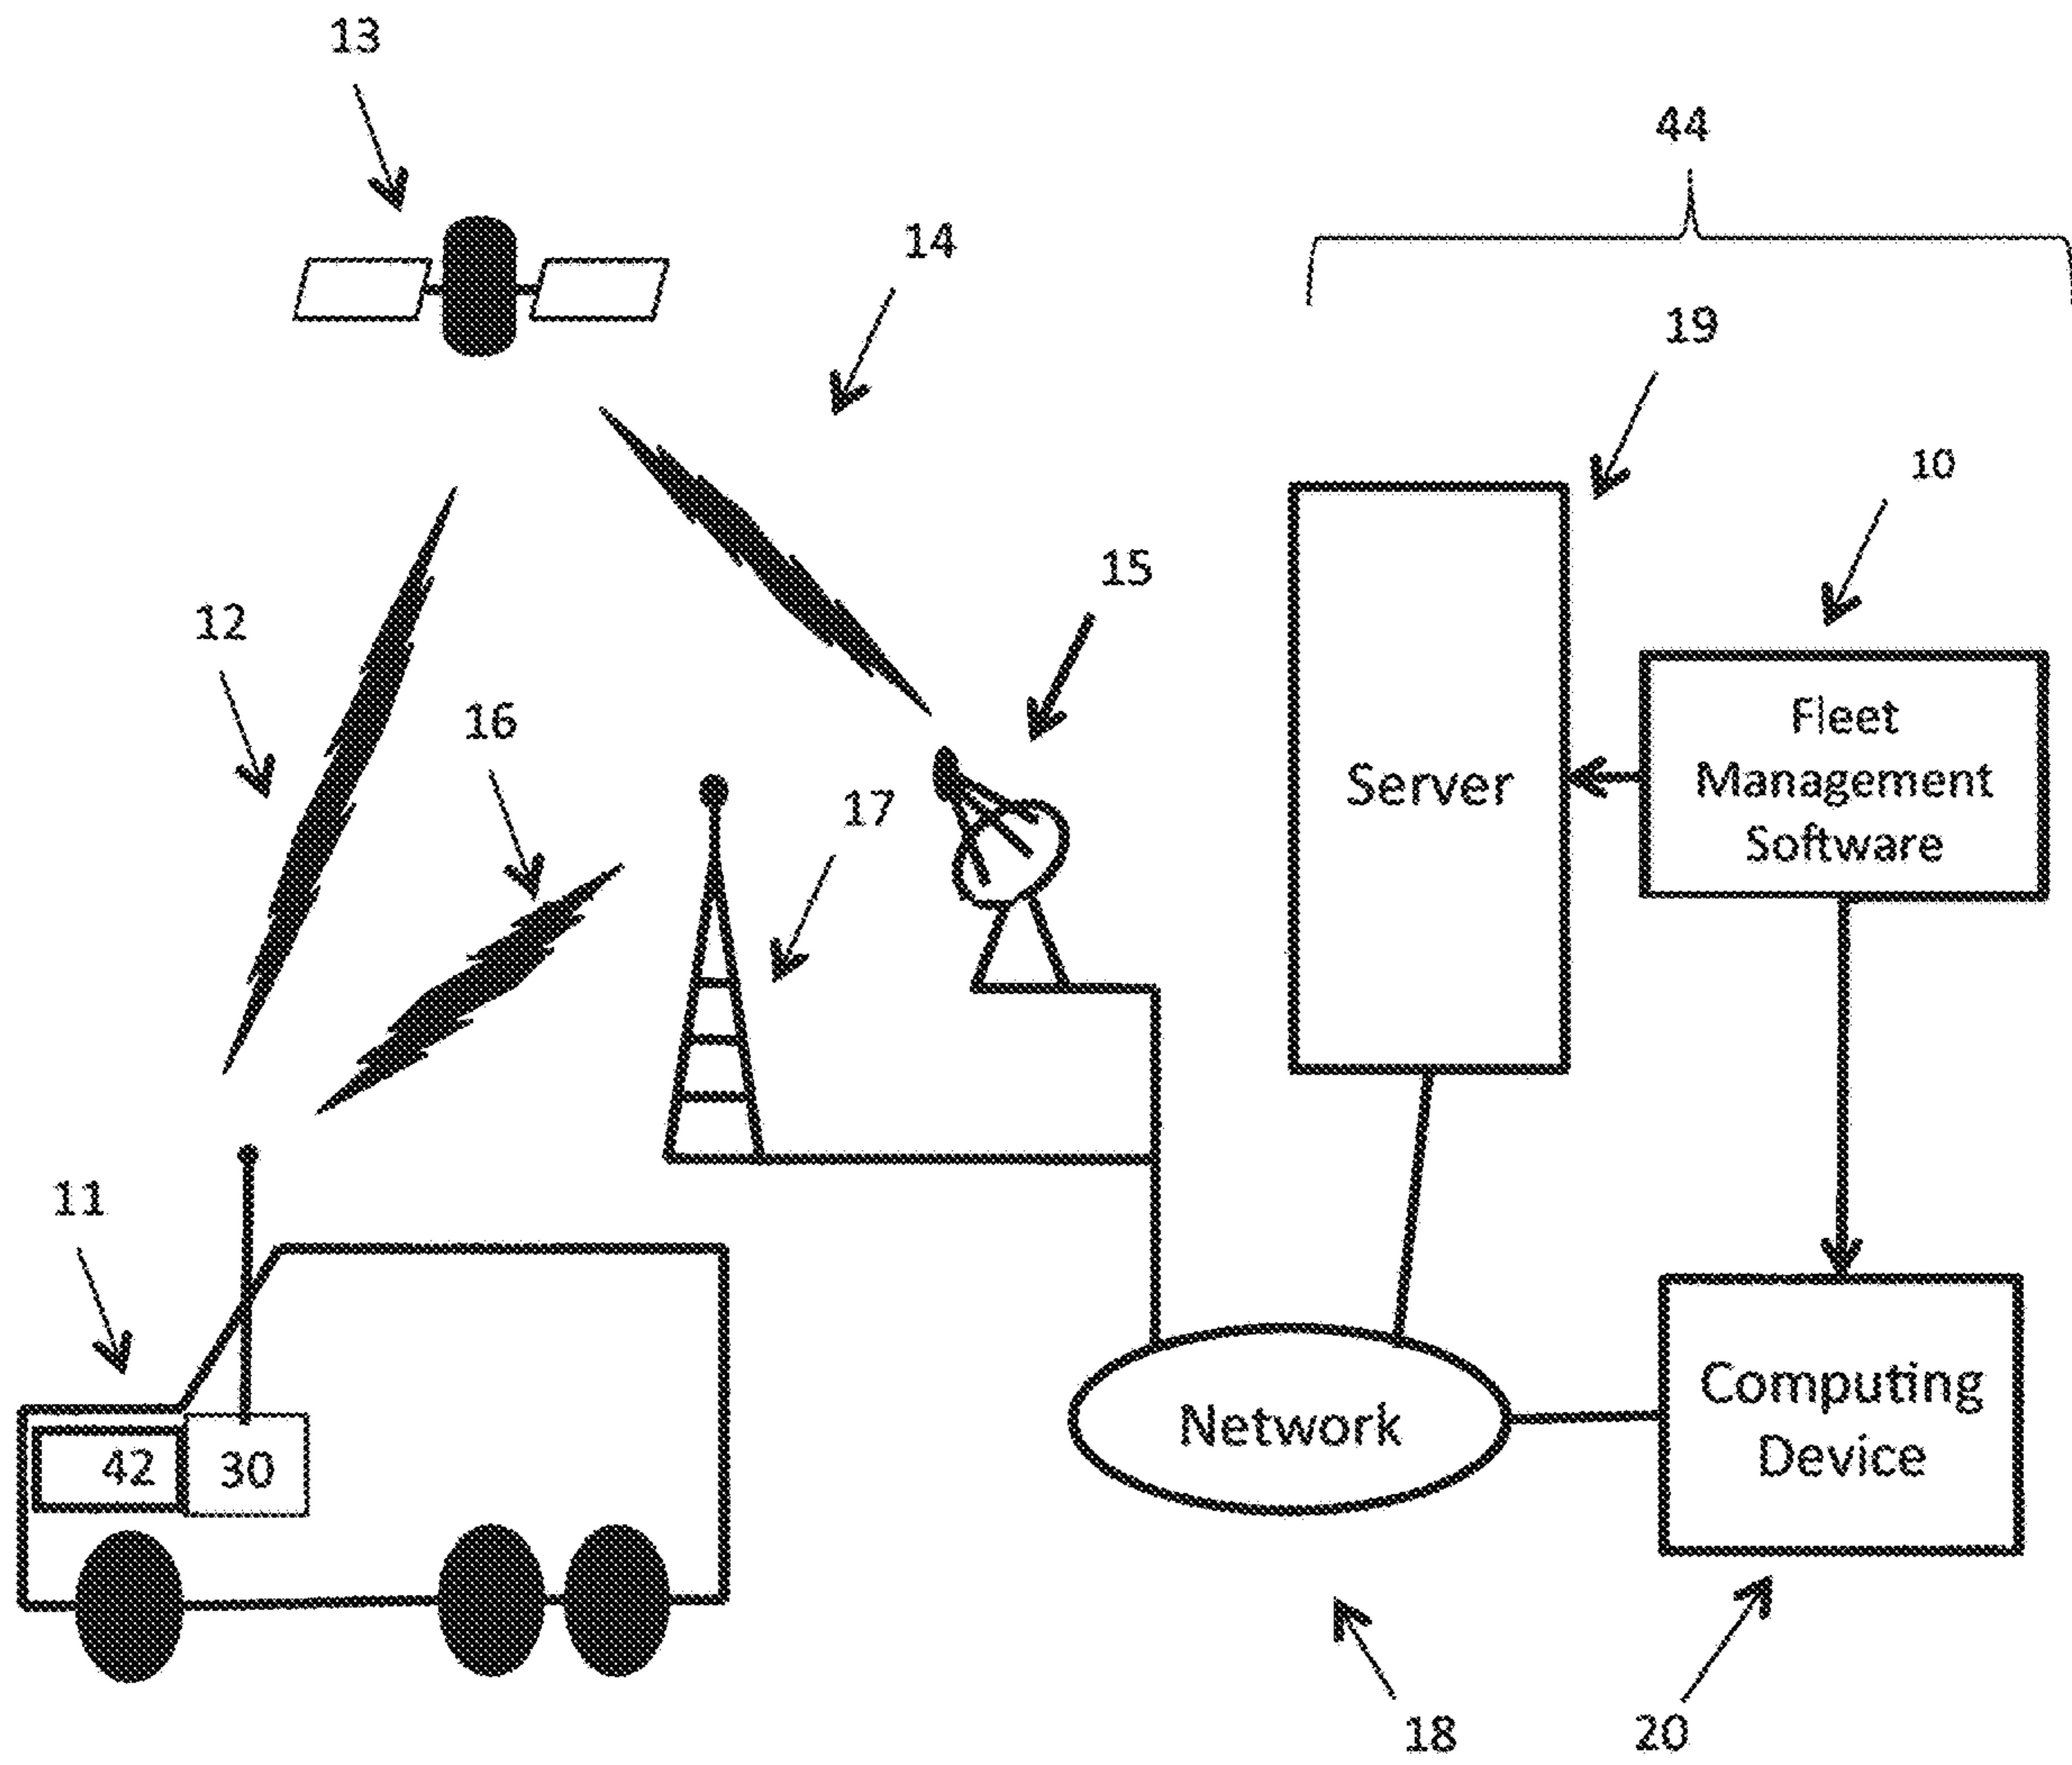 13
44
14
19
10
15
12
16
17
Fleet
Management
Software
Server
11
Computing
Device
Network
42
30
18
20